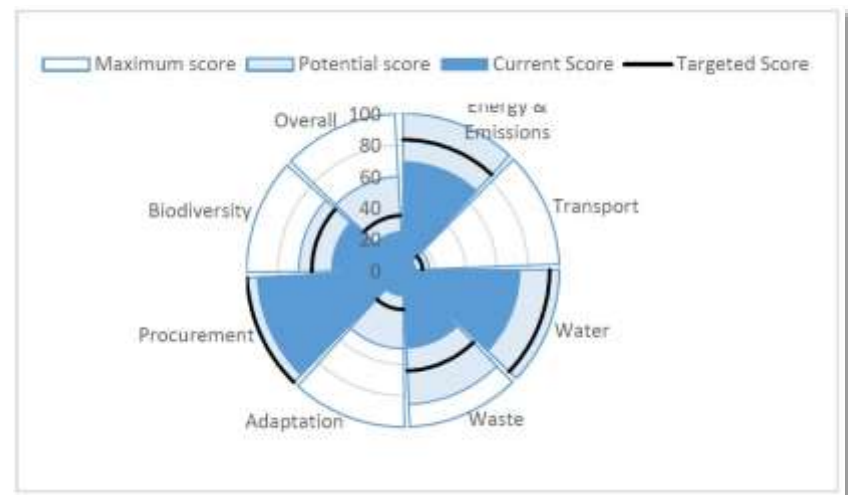 Maximum score Potential score Current Score Targeted Score
Overall
100
Energy &
Emissions
80
60
40
20
0
Transport
Biodiversity
Water
Procurement
Waste
Adaptation